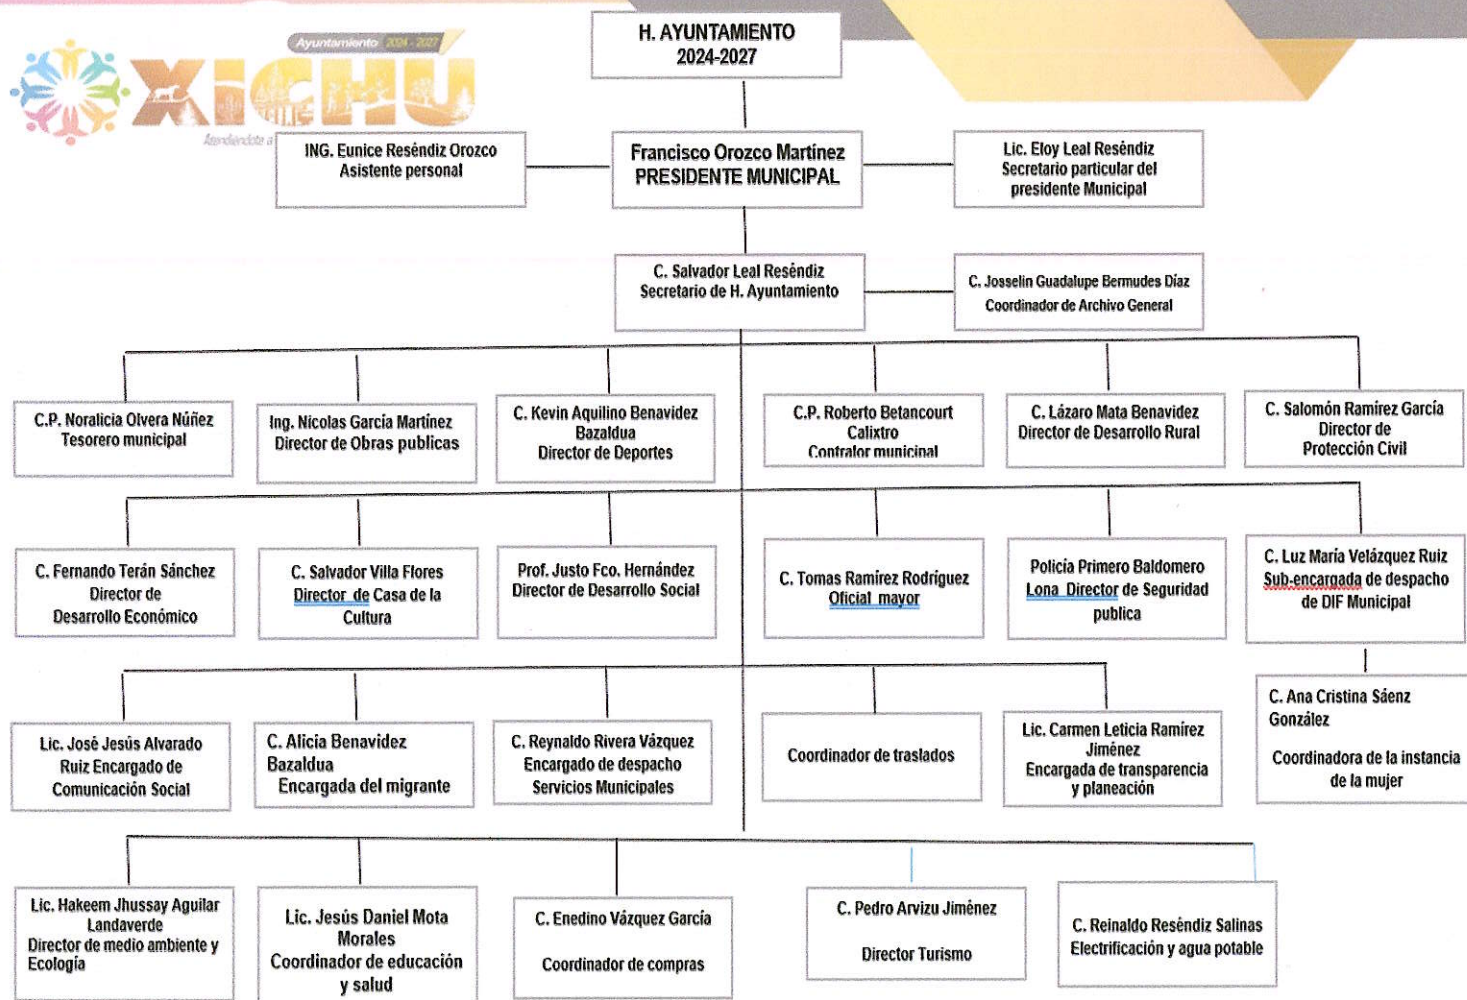 H. AYUNTAMIENTO
2024-2027
Ayuntamiento 2024 - 2027
XICHÚ
Atendiéndote a
ING. Eunice Reséndiz Orozco
Asistente personal
Francisco Orozco Martínez
PRESIDENTE MUNICIPAL
Lic. Eloy Leal Reséndiz
Secretario particular del
presidente Municipal
C. Salvador Leal Reséndiz
Secretario de H. Ayuntamiento
C. Josselin Guadalupe Bermudes Díaz
Coordinador de Archivo General
C.P. Noralicia Olvera Núñez
Tesorero municipal
Ing. Nicolas García Martínez
Director de Obras publicas
C. Kevin Aquilino Benavidez
Bazaldua
Director de Deportes
C.P. Roberto Betancourt
Calixtro
Contralor municipal
C. Lázaro Mata Benavidez
Director de Desarrollo Rural
C. Salomón Ramírez García
Director de
Protección Civil
C. Fernando Terán Sánchez
Director de
Desarrollo Económico
C. Salvador Villa Flores
Director de Casa de la
Cultura
Prof. Justo Fco. Hernández
Director de Desarrollo Social
C. Tomas Ramírez Rodríguez
Oficial mayor
Policía Primero Baldomero
Lona Director de Seguridad
publica
C. Luz María Velázquez Ruiz
Sub-encargada de despacho
de DIF Municipal
Lic. José Jesús Alvarado
Ruiz Encargado de
Comunicación Social
C. Alicia Benavidez
Bazaldua
Encargada del migrante
C. Reynaldo Rivera Vázquez
Encargado de despacho
Servicios Municipales
Coordinador de traslados
Lic. Carmen Leticia Ramírez
Jiménez
Encargada de transparencia
y planeación
C. Ana Cristina Sáenz
González
Coordinadora de la instancia
de la mujer
Lic. Hakeem Jhussay Aguilar
Landaverde
Director de medio ambiente y
Ecología
Lic. Jesús Daniel Mota
Morales
Coordinador de educación
y salud
C. Enedino Vázquez García
Coordinador de compras
C. Pedro Arvizu Jiménez
Director Turismo
C. Reinaldo Reséndiz Salinas
Electrificación y agua potable